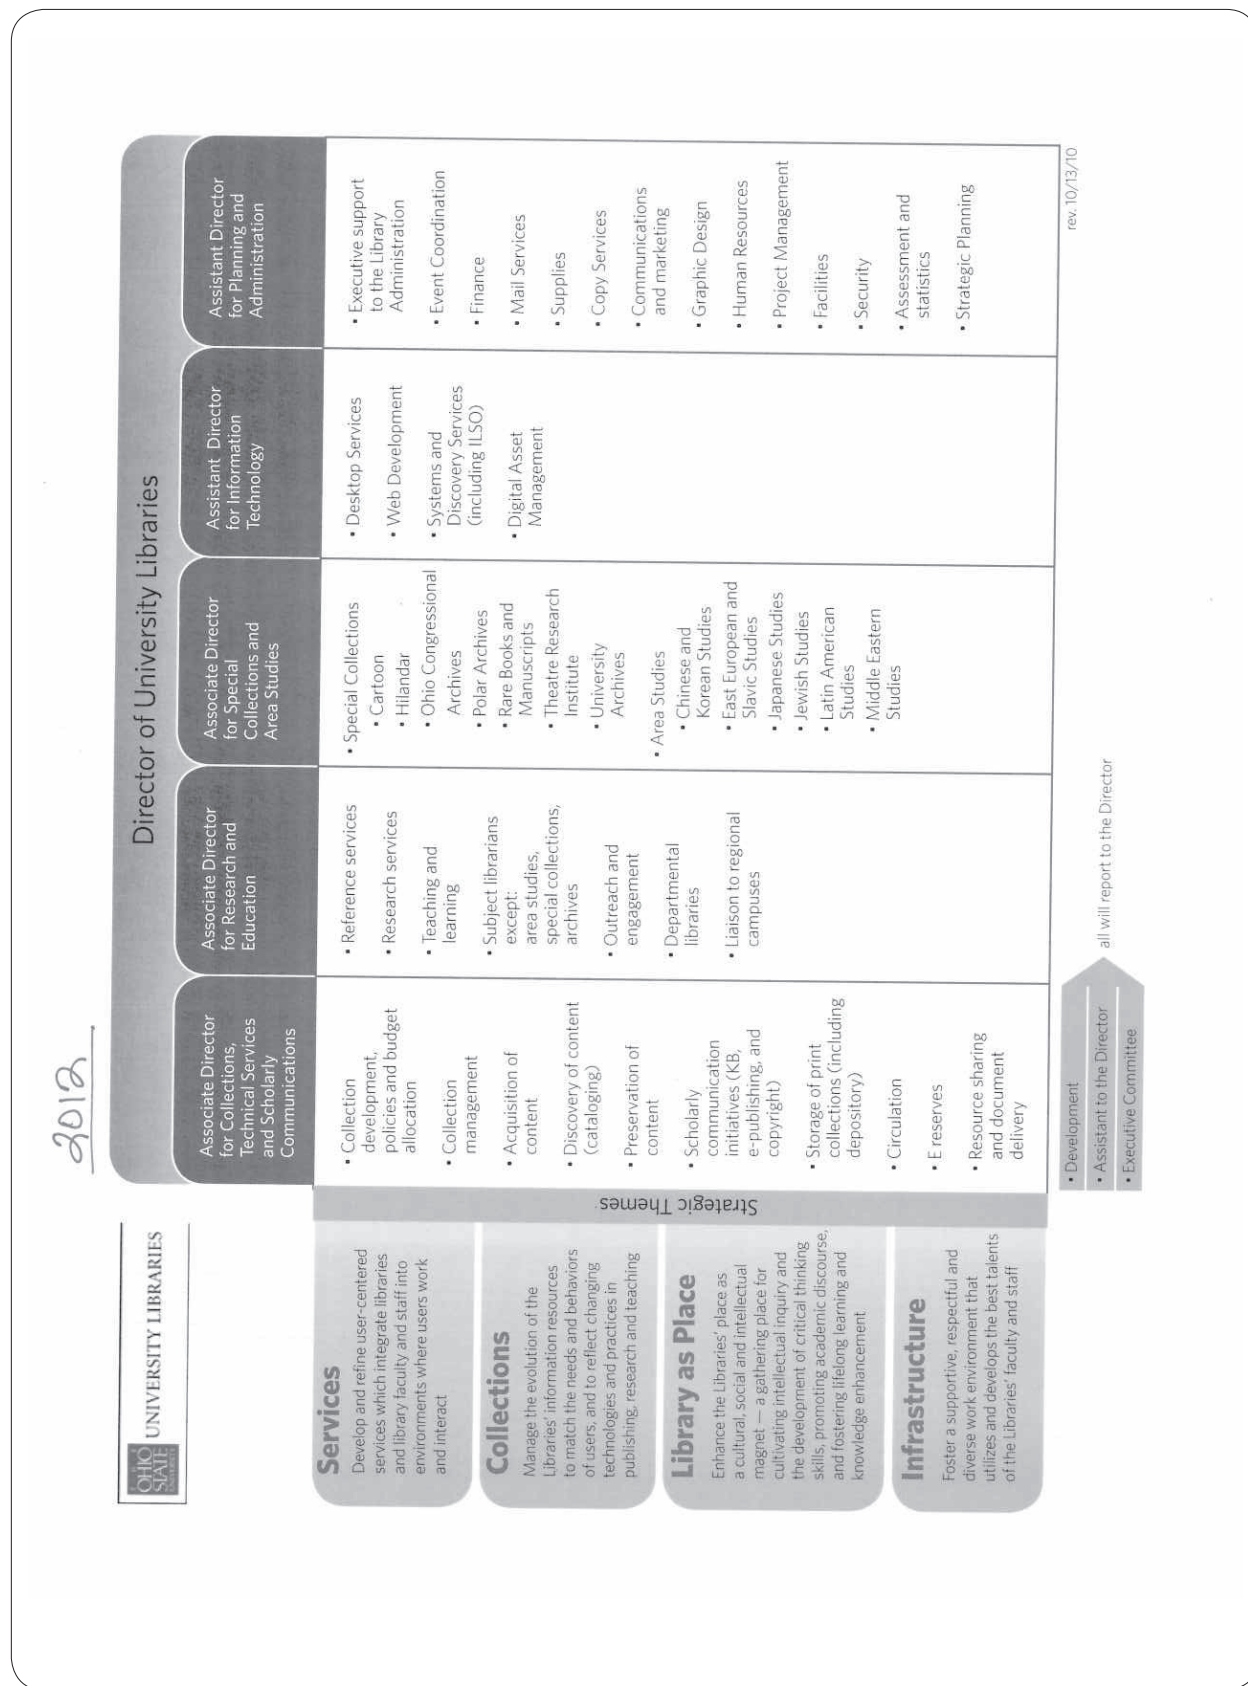 2012
OHIO
STATE
UNIVERSITY
UNIVERSITY LIBRARIES
Director of University Libraries
Services
Develop and refine user-centered
services which integrate libraries
and library faculty and staff into
environments where users work
and interact
Collections
Manage the evolution of the
Libraries' information resources
to match the needs and behaviors
of users, and to reflect changing
technologies and practices in
publishing, research and teaching
Library as Place
Enhance the Libraries' place as
a cultural, social and intellectual
magnet — a gathering place for
cultivating intellectual inquiry and
the development of critical thinking
skills, promoting academic discourse,
and fostering lifelong learning and
knowledge enhancement
Infrastructure
Foster a supportive, respectful and
diverse work environment that
utilizes and develops the best talents
of the Libraries' faculty and staff
Strategic Themes
Associate Director
for Collections,
Technical Services
and Scholarly
Communications
• Collection
development,
policies and budget
allocation
• Collection
management
• Acquisition of
content
• Discovery of content
(cataloging)
• Preservation of
content
• Scholarly
communication
initiatives (KB,
e-publishing, and
copyright)
• Storage of print
collections (including
depository)
• Circulation
• E reserves
• Resource sharing
and document
delivery
Associate Director
for Research and
Education
• Reference services
• Research services
• Teaching and
learning
• Subject librarians
except:
area studies,
special collections,
archives
• Outreach and
engagement
• Departmental
libraries
• Liaison to regional
campuses
Associate Director
for Special
Collections and
Area Studies
• Special Collections
• Cartoon
• Hilandar
• Ohio Congressional
Archives
• Polar Archives
• Rare Books and
Manuscripts
• Theatre Research
Institute
• University
Archives
• Area Studies
• Chinese and
Korean Studies
• East European and
Slavic Studies
• Japanese Studies
• Jewish Studies
• Latin American
Studies
• Middle Eastern
Studies
Assistant Director
for Information
Technology
• Desktop Services
• Web Development
• Systems and
Discovery Services
(including ILSO)
• Digital Asset
Management
Assistant Director
for Planning and
Administration
• Executive support
to the Library
Administration
• Event Coordination
• Finance
• Mail Services
• Supplies
• Copy Services
• Communications
and marketing
• Graphic Design
• Human Resources
• Project Management
• Facilities
• Security
• Assessment and
statistics
• Strategic Planning
• Development
• Assistant to the Director
• Executive Committee
all will report to the Director
rev. 10/13/10